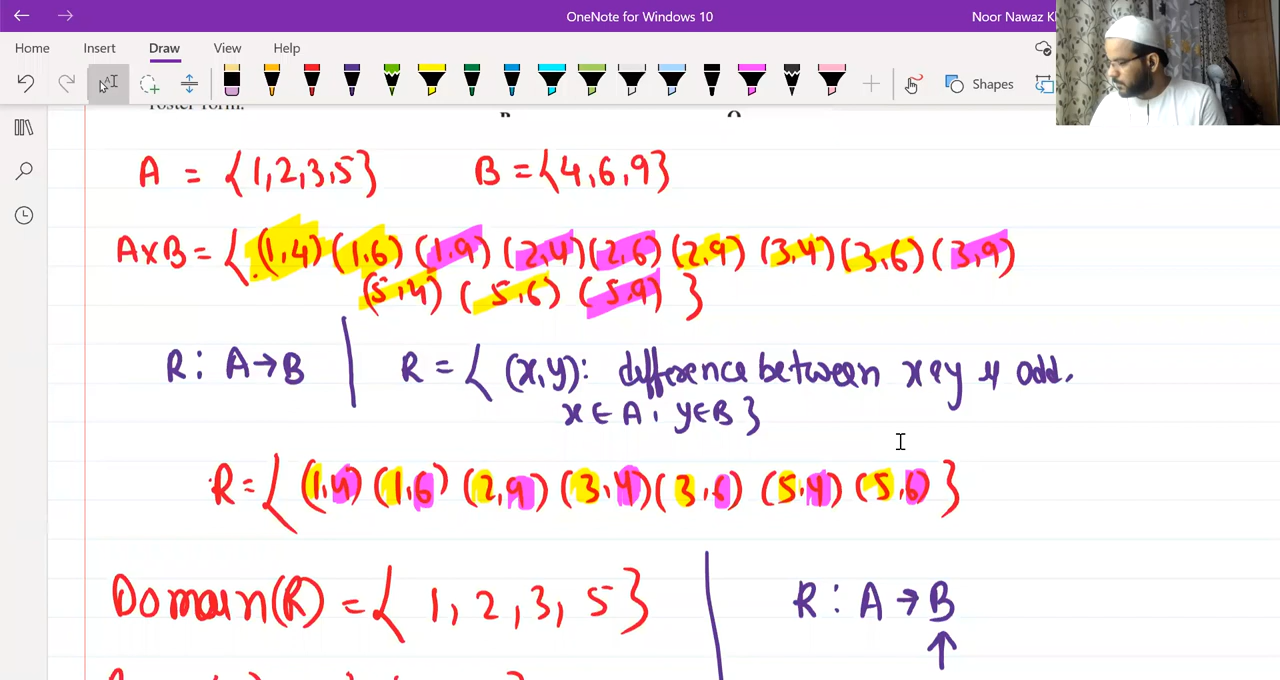 OneNote for Windows 10
Noor Nawaz K
Home Insert Draw View Help
Shapes
roster form.
A = {1,2,3,5} B = {4,6,9}
A×B = { (1,4) (1,6) (1,9) (2,4) (2,6) (2,9) (3,4) (3,6) (3,9)
(5,4) (5,6) (5,9) }
R : A→B | R = { (x,y): difference between x & y is odd,
x ∈ A, y ∈ B }
R = { (1,4) (1,6) (2,9) (3,4) (3,6) (5,4) (5,6) }
Domain(R) = { 1, 2, 3, 5 } R : A → B
↑